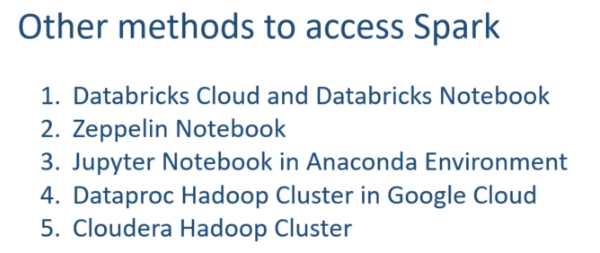 Other methods to access Spark
1. Databricks Cloud and Databricks Notebook
2. Zeppelin Notebook
3. Jupyter Notebook in Anaconda Environment
4. Dataproc Hadoop Cluster in Google Cloud
5. Cloudera Hadoop Cluster